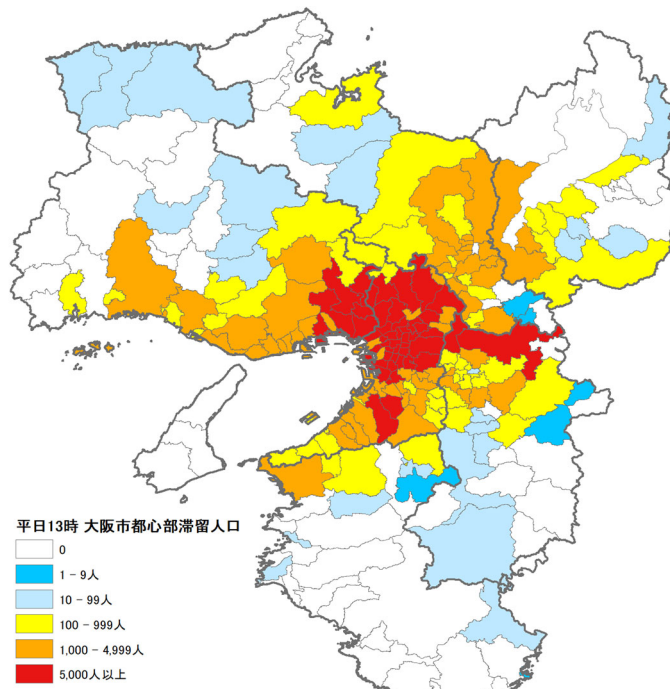 平日13時 大阪市都心部滞留人口
0
1 - 9人
10 - 99人
100 - 999人
1,000 - 4,999人
5,000人以上